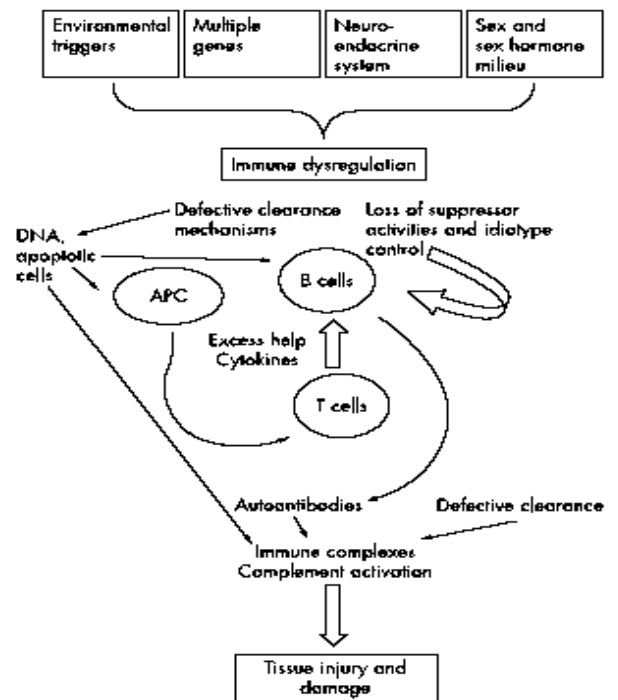 Environmental
triggers
Multiple
genes
Neuro-
endocrine
system
Sex and
sex hormone
milieu
Immune dysregulation
Defective clearance
mechanisms
Loss of suppressor
activities and idiotype
control
DNA,
apoptotic
cells
APC
B cells
Excess help
Cytokines
T cells
Autoantibodies
Defective clearance
Immune complexes
Complement activation
Tissue injury and
damage